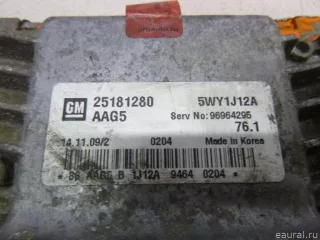 GM 25181280 5WY1J12A
AAG5 Serv No:96964295
76.1
14.11.09/2 0204 Made in Korea
* 86 AAG5 B 1J12A 9464 0204 *
© eaural.ru